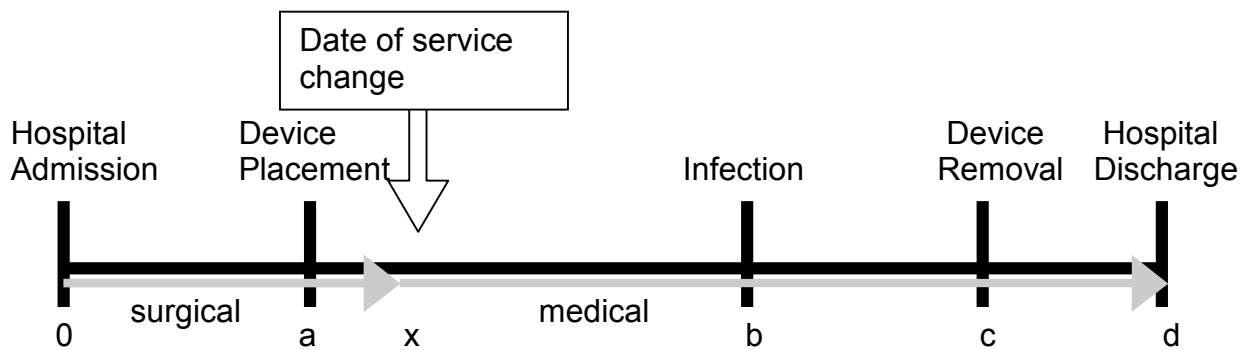 Date of service
change
Hospital
Admission
Device
Placement
Infection
Device
Removal
Hospital
Discharge
surgical
medical
0
a
x
b
c
d